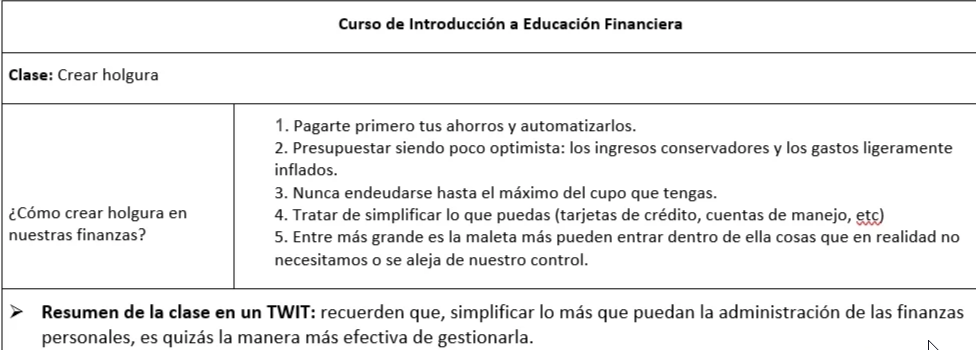 Curso de Introducción a Educación Financiera
Clase: Crear holgura
¿Cómo crear holgura en
nuestras finanzas?
1. Pagarte primero tus ahorros y automatizarlos.
2. Presupuestar siendo poco optimista: los ingresos conservadores y los gastos ligeramente
inflados.
3. Nunca endeudarse hasta el máximo del cupo que tengas.
4. Tratar de simplificar lo que puedas (tarjetas de crédito, cuentas de manejo, etc)
5. Entre más grande es la maleta más pueden entrar dentro de ella cosas que en realidad no
necesitamos o se aleja de nuestro control.
➢ Resumen de la clase en un TWIT: recuerden que, simplificar lo más que puedan la administración de las finanzas
personales, es quizás la manera más efectiva de gestionarla.